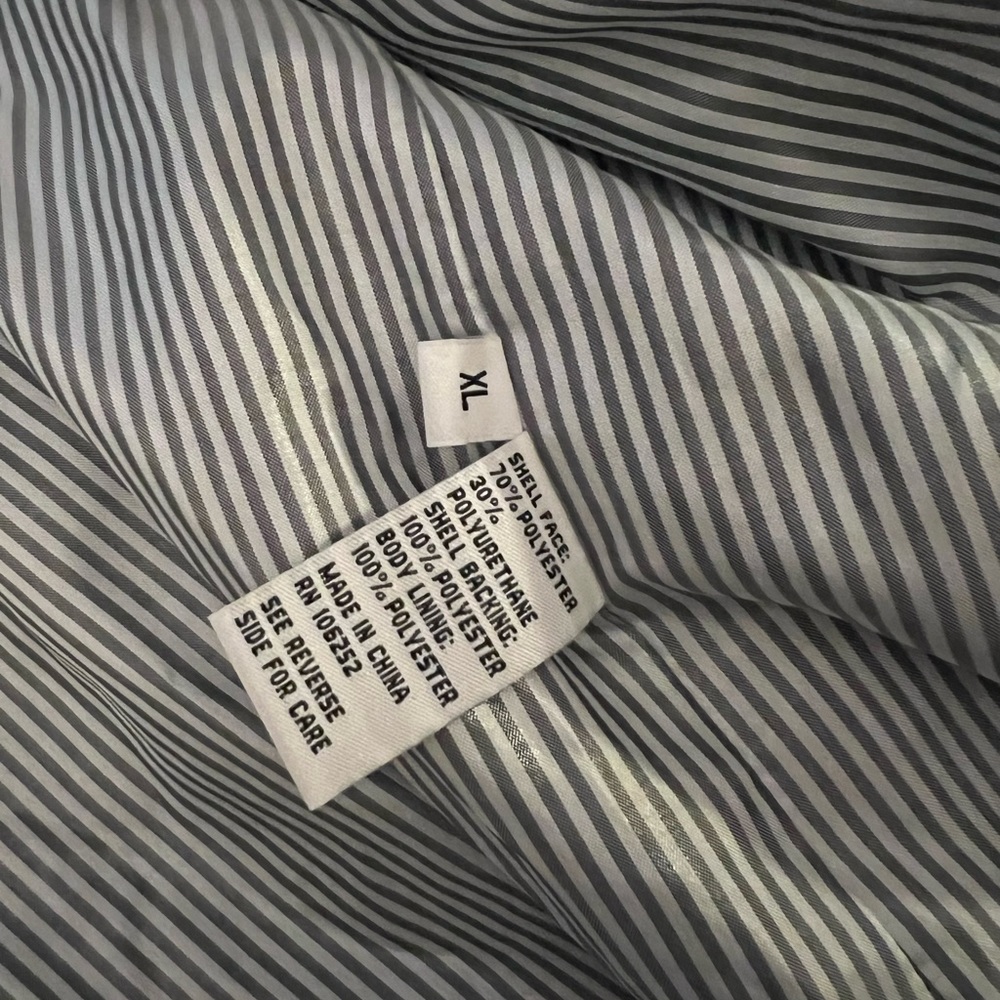 XL
SHELL FACE:
70% POLYESTER
30%
POLYURETHANE
SHELL BACKING:
100% POLYESTER
BODY LINING:
100% POLYESTER
MADE IN CHINA
RN 106252
SEE REVERSE
SIDE FOR CARE